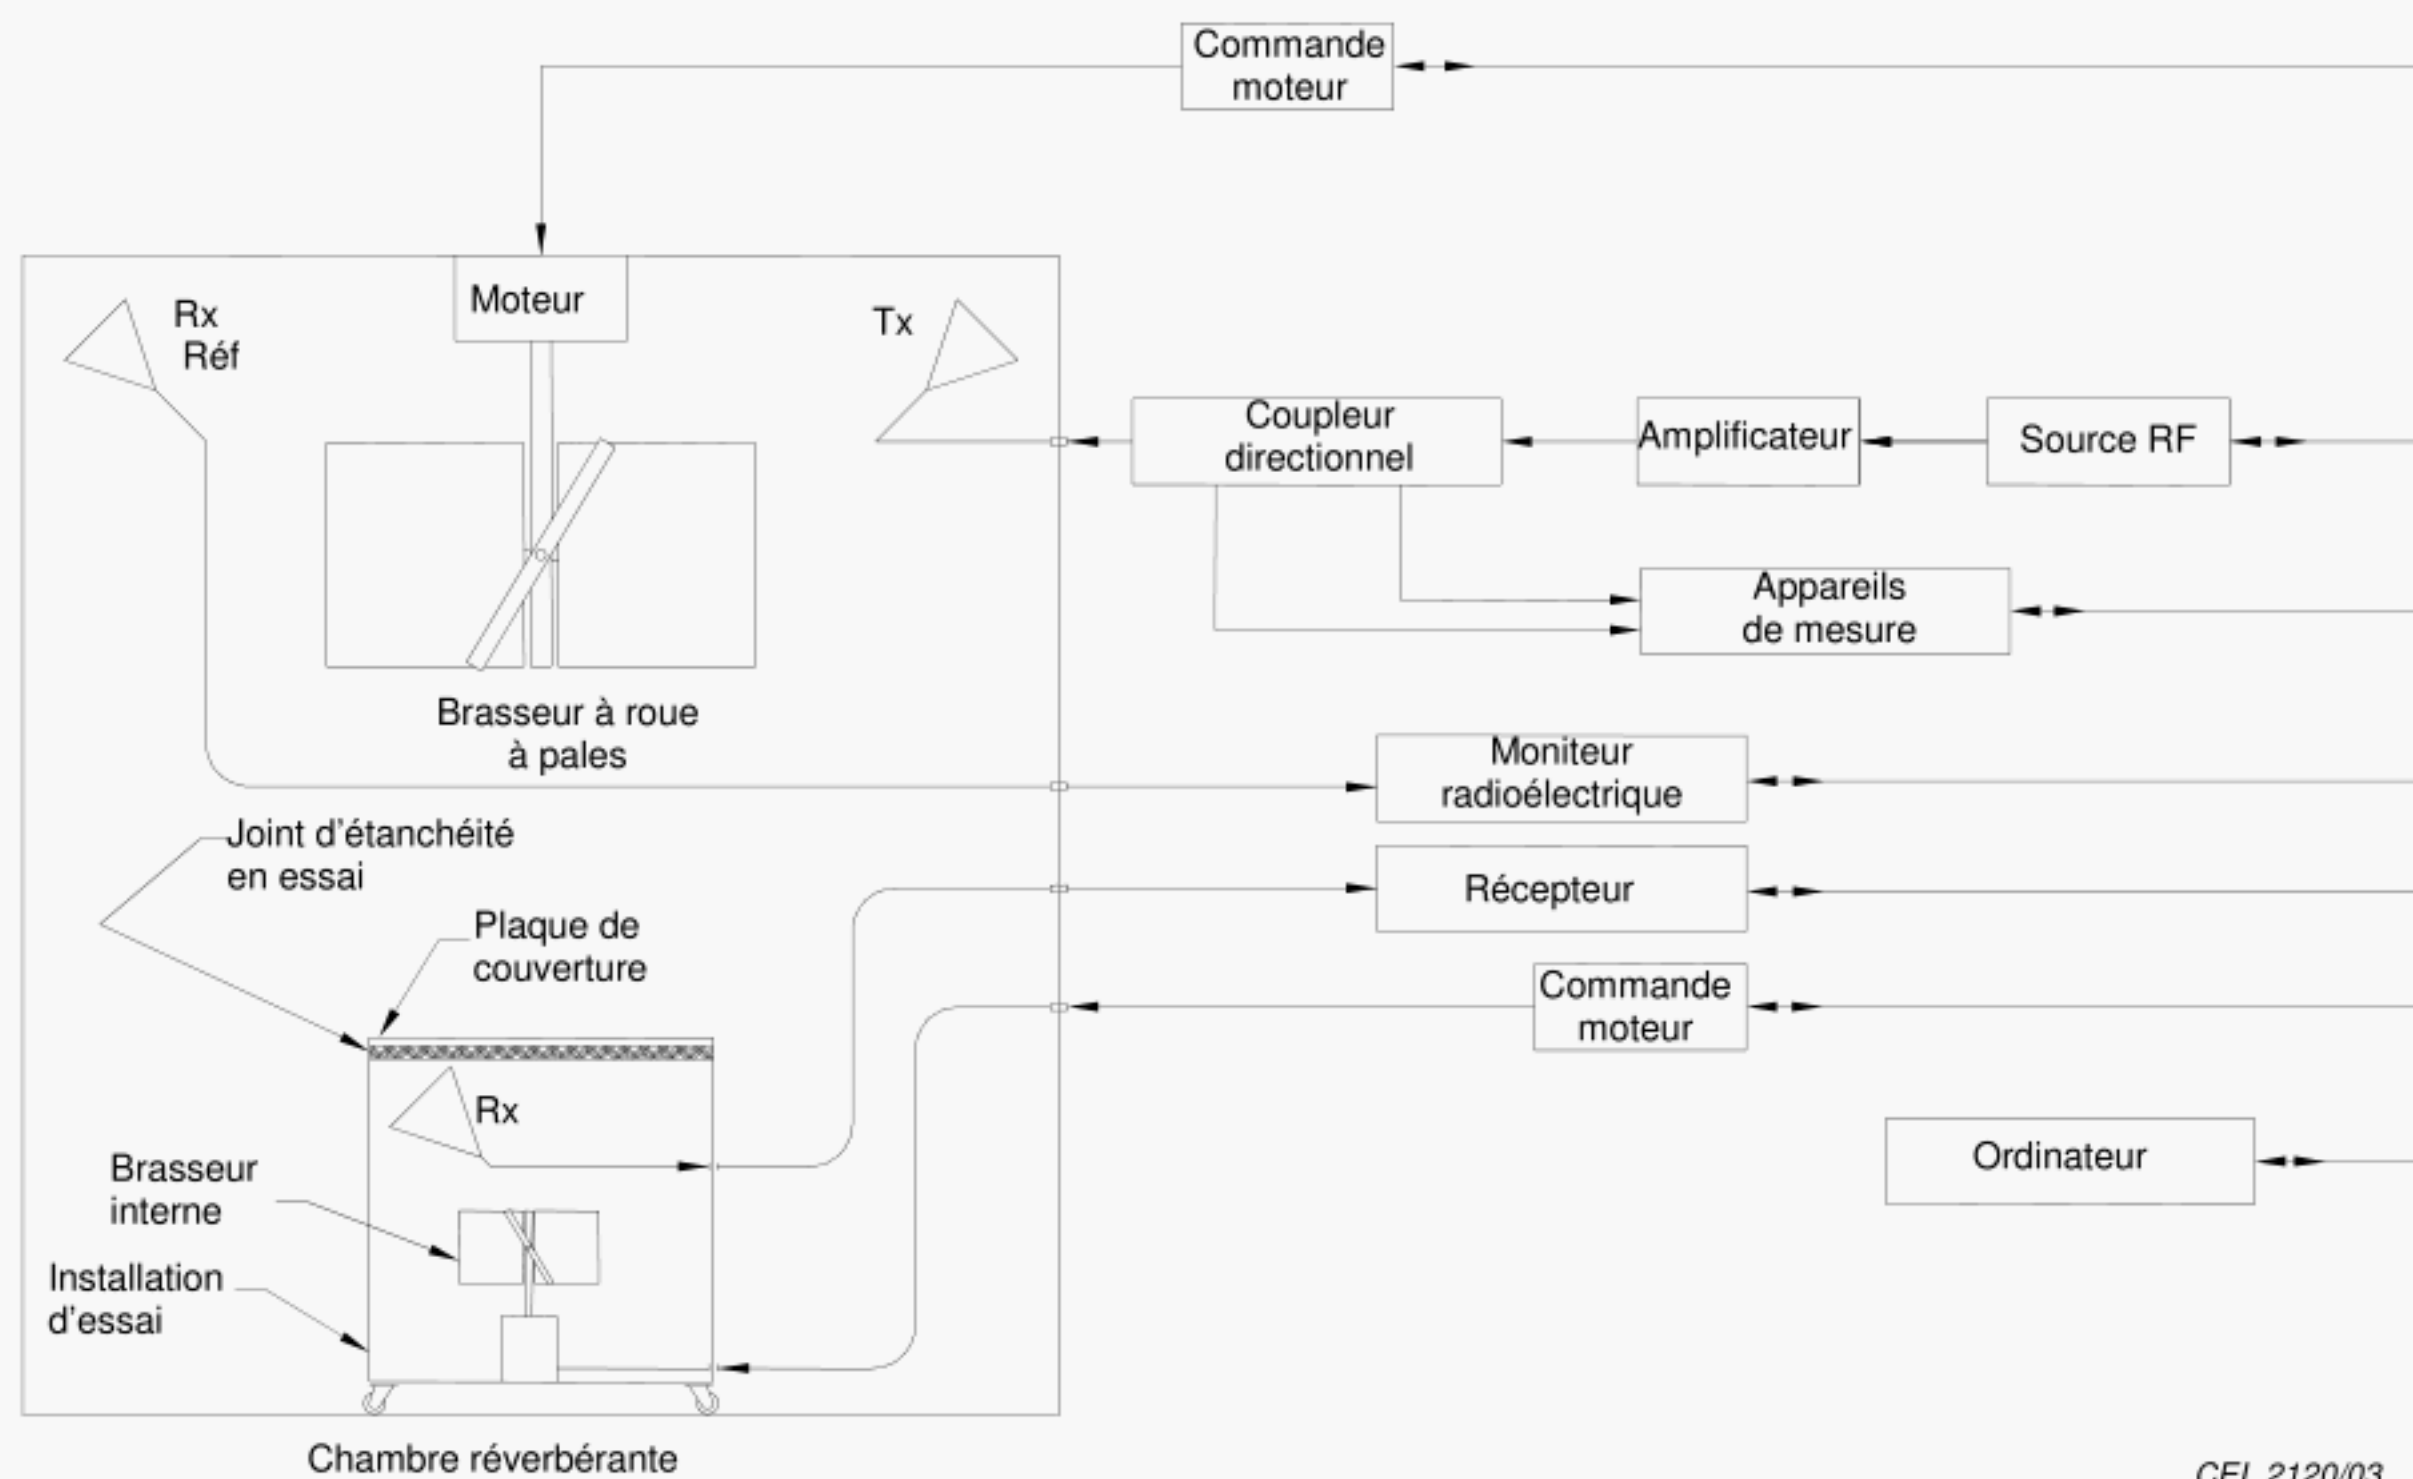 Commande
moteur
Rx
Réf
Moteur
Tx
Coupleur
directionnel
Amplificateur
Source RF
Appareils
de mesure
Brasseur à roue
à pales
Moniteur
radioélectrique
Joint d'étanchéité
en essai
Récepteur
Plaque de
couverture
Commande
moteur
Rx
Brasseur
interne
Ordinateur
Installation
d'essai
Chambre réverbérante
CEI 2120/03